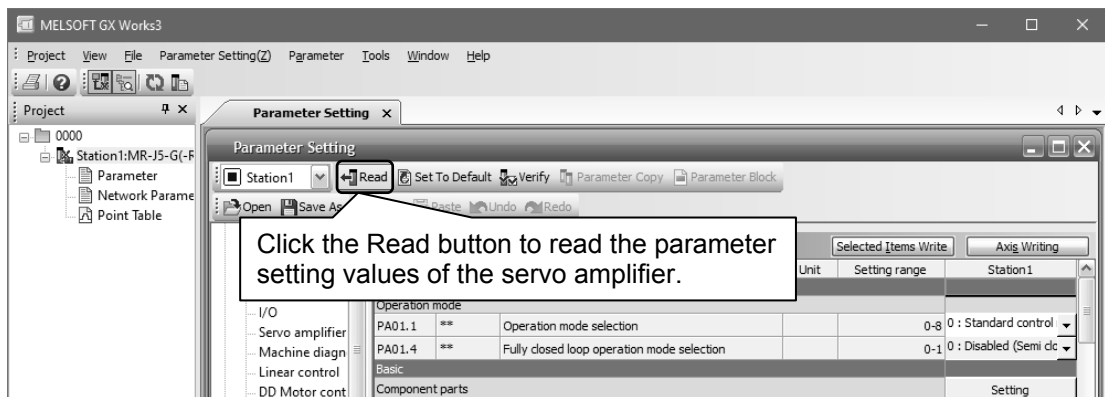 MELSOFT GX Works3
Project View File Parameter Setting(Z) Parameter Tools Window Help
Project
Parameter Setting
0000
Station1:MR-J5-G(-R
Parameter
Network Parame
Point Table
Parameter Setting
Station1 Read Set To Default Verify Parameter Copy Parameter Block
Open Save As Paste Undo Redo
Click the Read button to read the parameter
setting values of the servo amplifier.
Selected Items Write Axis Writing
Unit Setting range Station1
I/O
Servo amplifier
Machine diagn
Linear control
DD Motor cont
Operation mode
PA01.1 ** Operation mode selection 0-8 0 : Standard control
PA01.4 ** Fully closed loop operation mode selection 0-1 0 : Disabled (Semi clo
Basic
Component parts Setting